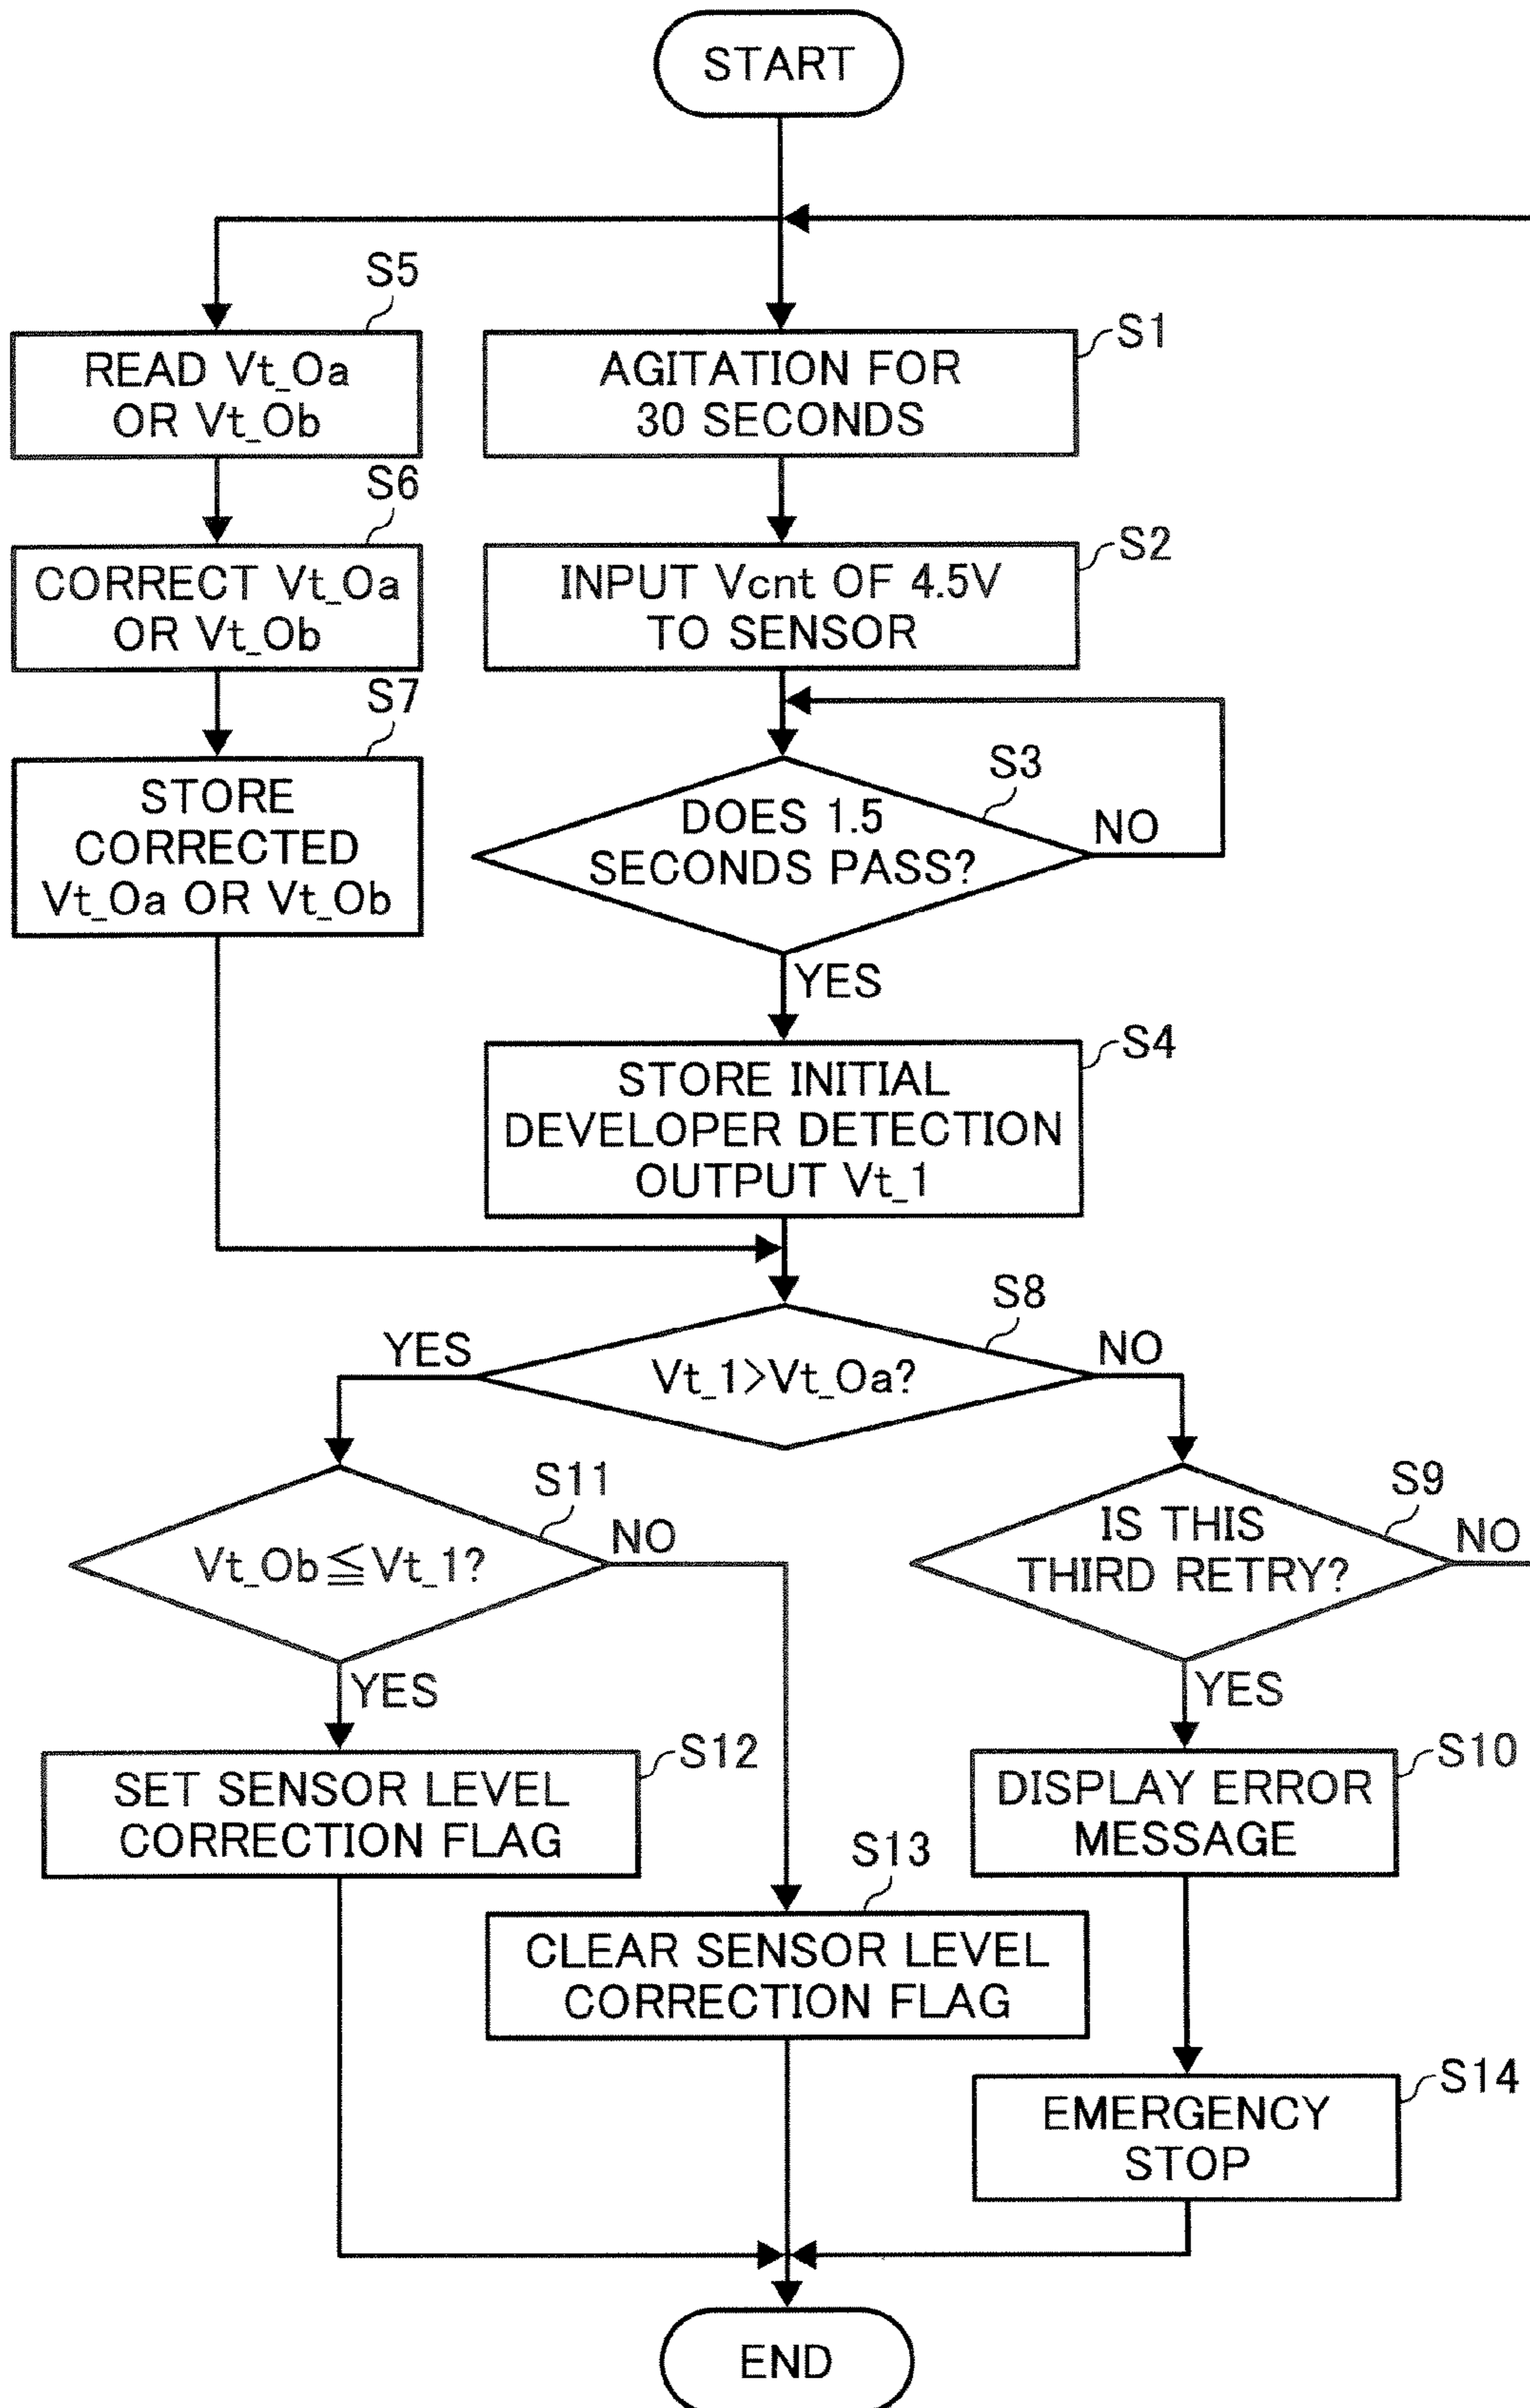 START
S5
READ Vt_Oa
OR Vt_Ob
S1
AGITATION FOR
30 SECONDS
S6
CORRECT Vt_Oa
OR Vt_Ob
S2
INPUT Vcnt OF 4.5V
TO SENSOR
S7
STORE
CORRECTED
Vt_Oa OR Vt_Ob
S3
DOES 1.5
SECONDS PASS?
NO
YES
S4
STORE INITIAL
DEVELOPER DETECTION
OUTPUT Vt_1
S8
Vt_1>Vt_Oa?
YES
NO
S11
Vt_Ob≦Vt_1?
NO
YES
S9
IS THIS
THIRD RETRY?
NO
YES
S12
SET SENSOR LEVEL
CORRECTION FLAG
S10
DISPLAY ERROR
MESSAGE
S13
CLEAR SENSOR LEVEL
CORRECTION FLAG
S14
EMERGENCY
STOP
END